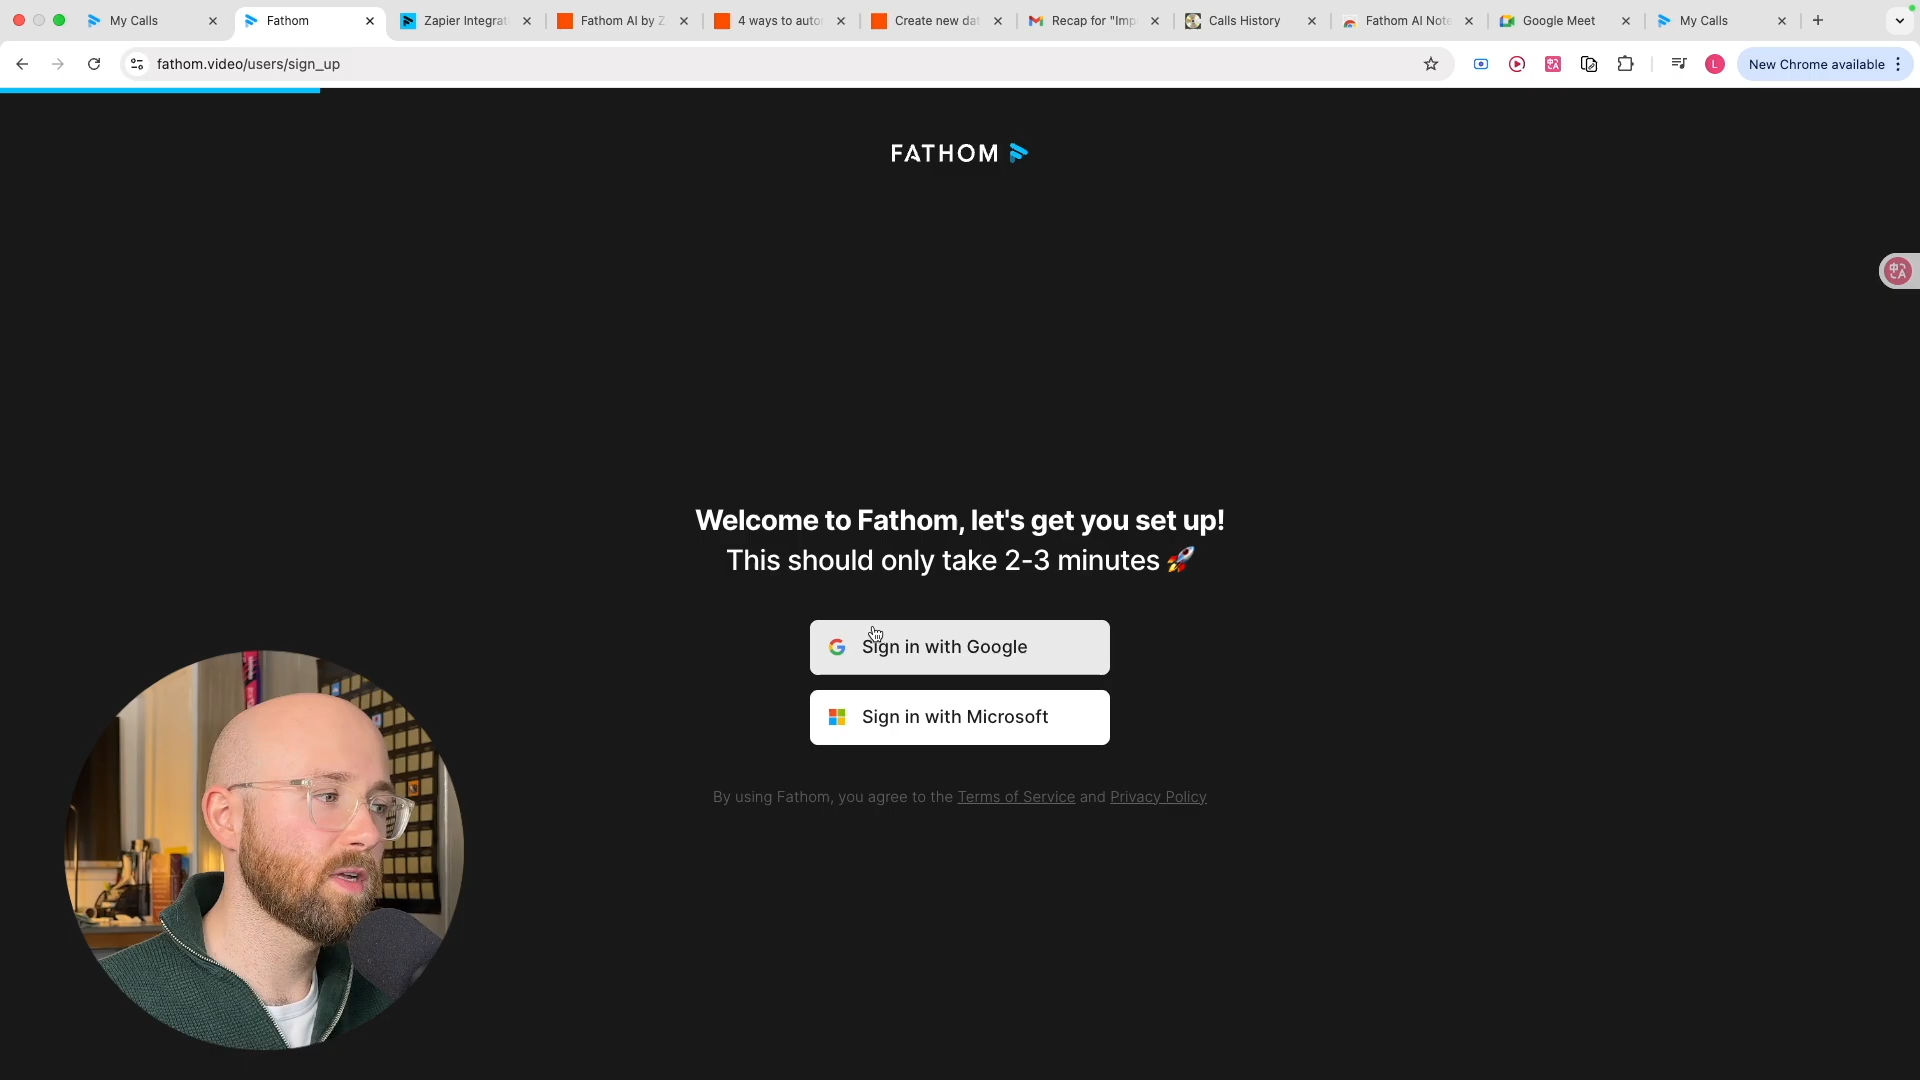 My Calls
Fathom
Zapier Integrat
Fathom AI by Z
4 ways to autor
Create new dat
Recap for "Imp
Calls History
Fathom AI Note
Google Meet
My Calls
fathom.video/users/sign_up
L
New Chrome available
FATHOM
Welcome to Fathom, let's get you set up!
This should only take 2-3 minutes 🚀
Sign in with Google
Sign in with Microsoft
By using Fathom, you agree to the Terms of Service and Privacy Policy